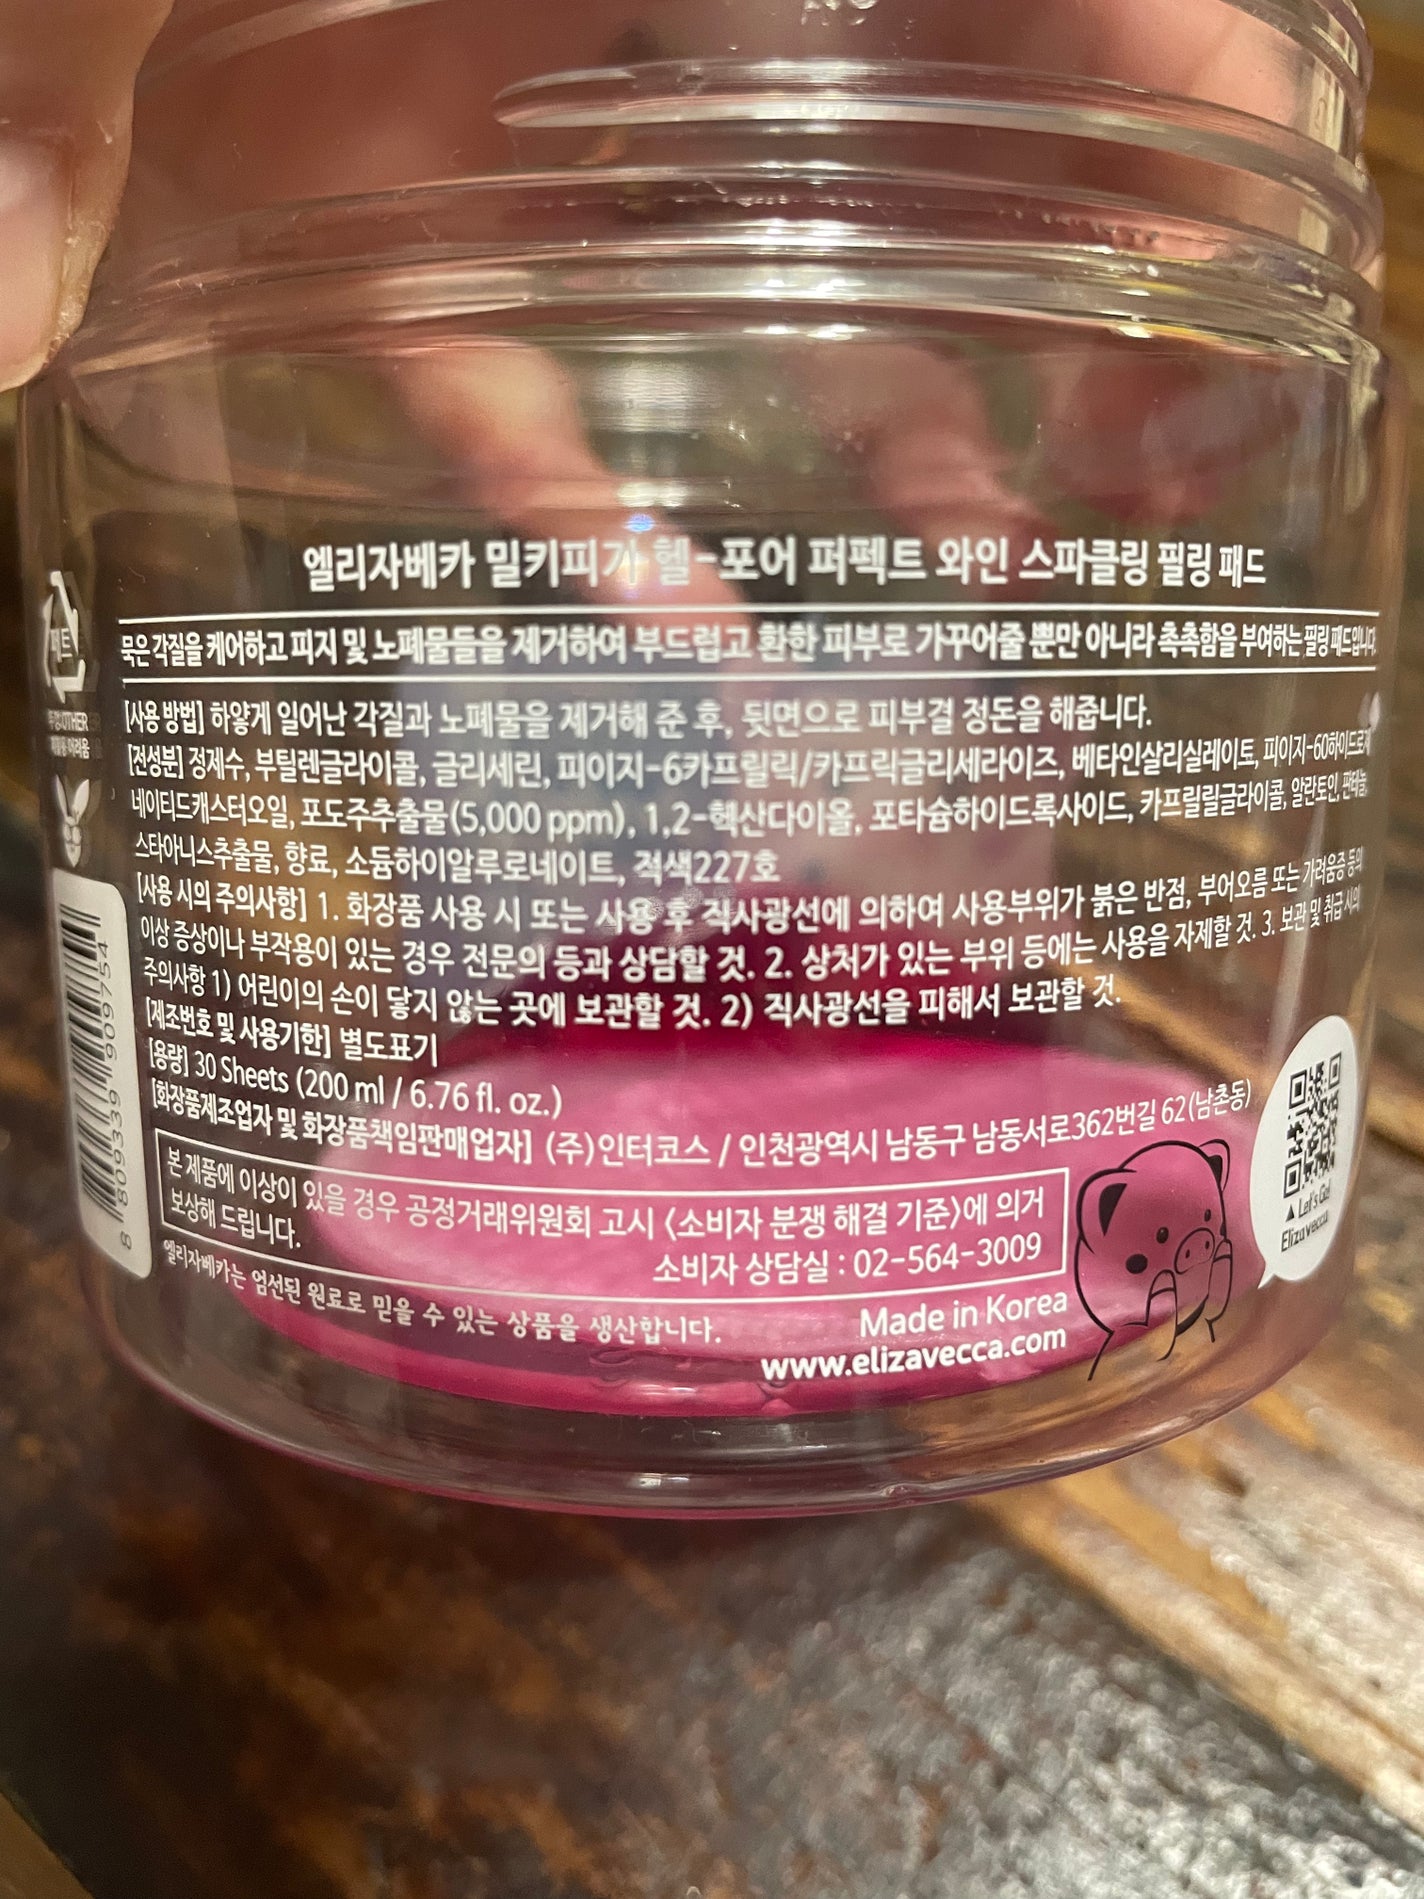 엘리자베카 밀키피기 헬-포어 퍼펙트 와인 스파클링 필링 패드
묵은 각질을 케어하고 피지 및 노폐물들을 제거하여 부드럽고 환한 피부로 가꾸어줄 뿐만 아니라 촉촉함을 부여하는 필링 패드입니다.
[사용 방법] 하얗게 일어난 각질과 노폐물을 제거해 준 후, 뒷면으로 피부결 정돈을 해줍니다.
[전성분] 정제수, 부틸렌글라이콜, 글리세린, 피이지-6카프릴릭/카프릭글리세라이즈, 베타인살리실레이트, 피이지-60하이드로제
네이티드캐스터오일, 포도주추출물(5,000 ppm), 1,2-헥산다이올, 포타슘하이드록사이드, 카프릴릴글라이콜, 알란토인, 판테놀,
스타아니스추출물, 향료, 소듐하이알루로네이트, 적색227호
[사용 시의 주의사항] 1. 화장품 사용 시 또는 사용 후 직사광선에 의하여 사용부위가 붉은 반점, 부어오름 또는 가려움증 등의
이상 증상이나 부작용이 있는 경우 전문의 등과 상담할 것. 2. 상처가 있는 부위 등에는 사용을 자제할 것. 3. 보관 및 취급 시의
주의사항 1) 어린이의 손이 닿지 않는 곳에 보관할 것. 2) 직사광선을 피해서 보관할 것.
[제조번호 및 사용기한] 별도표기
[용량] 30 Sheets (200 ml / 6.76 fl. oz.)
[화장품제조업자 및 화장품책임판매업자] (주)인터코스 / 인천광역시 남동구 남동서로362번길 62(남촌동)
본 제품에 이상이 있을 경우 공정거래위원회 고시 <소비자 분쟁 해결 기준>에 의거
보상해 드립니다.
소비자 상담실 : 02-564-3009
엘리자베카는 엄선된 원료로 믿을 수 있는 상품을 생산합니다.
Made in Korea
www.elizavecca.com
▲ Let's Go!
Elizavecca
페트
OTHER
재활용 어려움
8 809339 909754